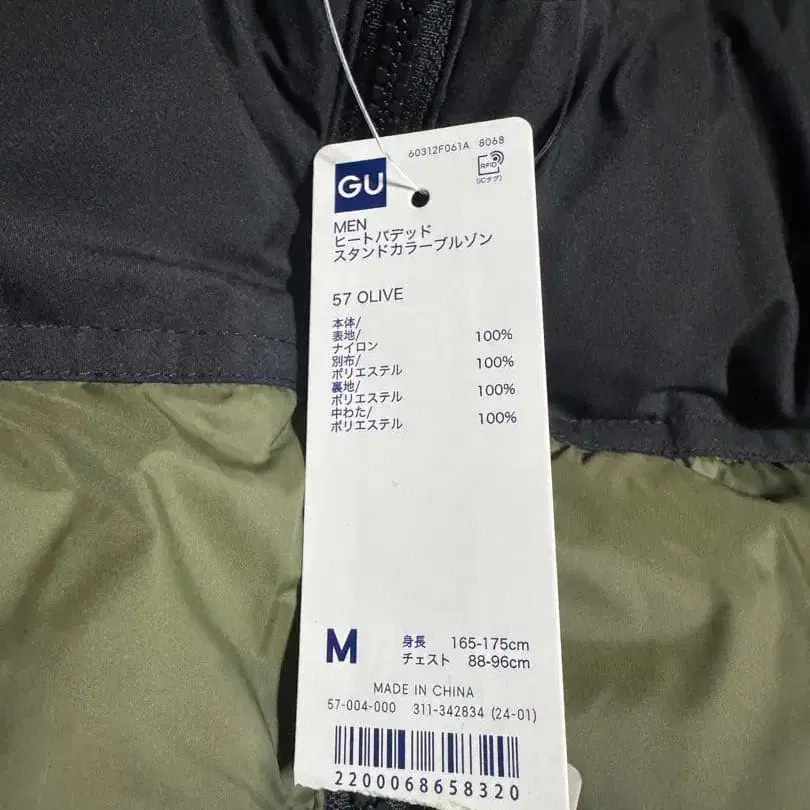 60312F061A 8068
GU
RFID
(ICタグ)
MEN
ヒートパデッド
スタンドカラーブルゾン
57 OLIVE
本体/
表地/
ナイロン 100%
別布/
ポリエステル 100%
裏地/
ポリエステル 100%
中わた/
ポリエステル 100%
M 身長 165-175cm
チェスト 88-96cm
MADE IN CHINA
57-004-000 311-342834 (24-01)
2200068658320